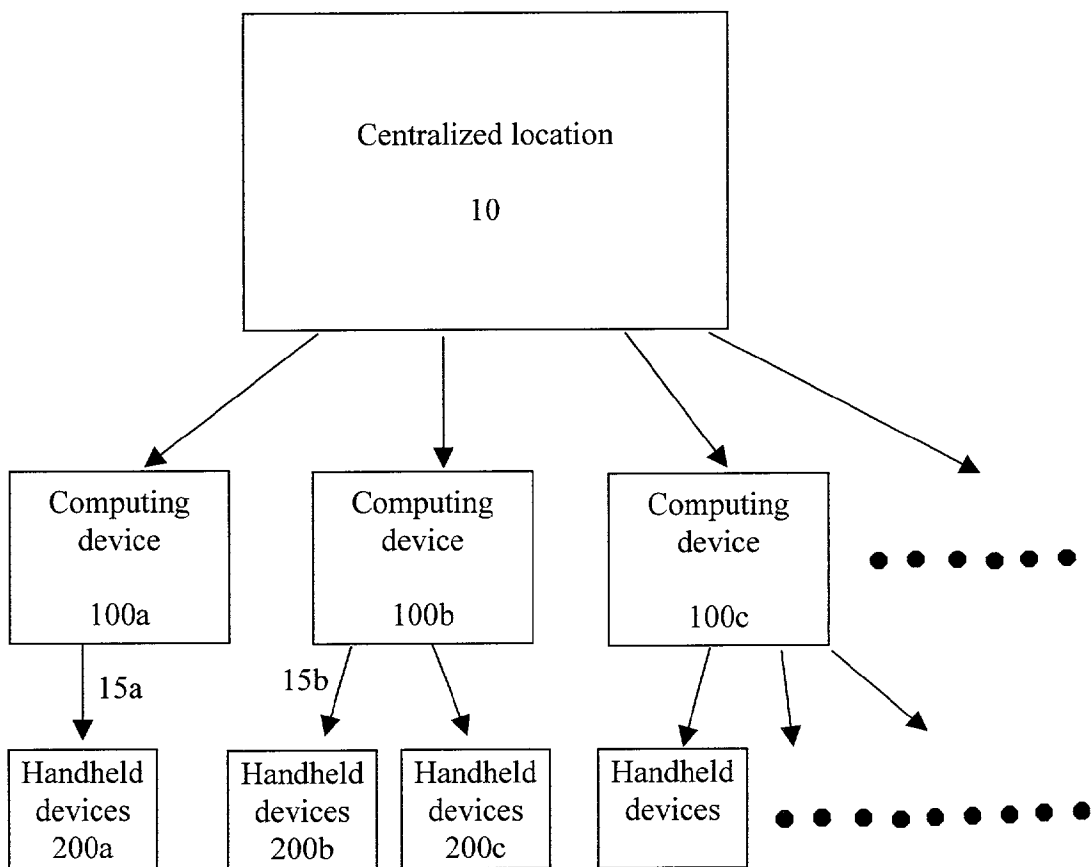 Centralized location
10
Computing
device
100a
Computing
device
100b
Computing
device
100c
15a
15b
Handheld
devices
200a
Handheld
devices
200b
Handheld
devices
200c
Handheld
devices